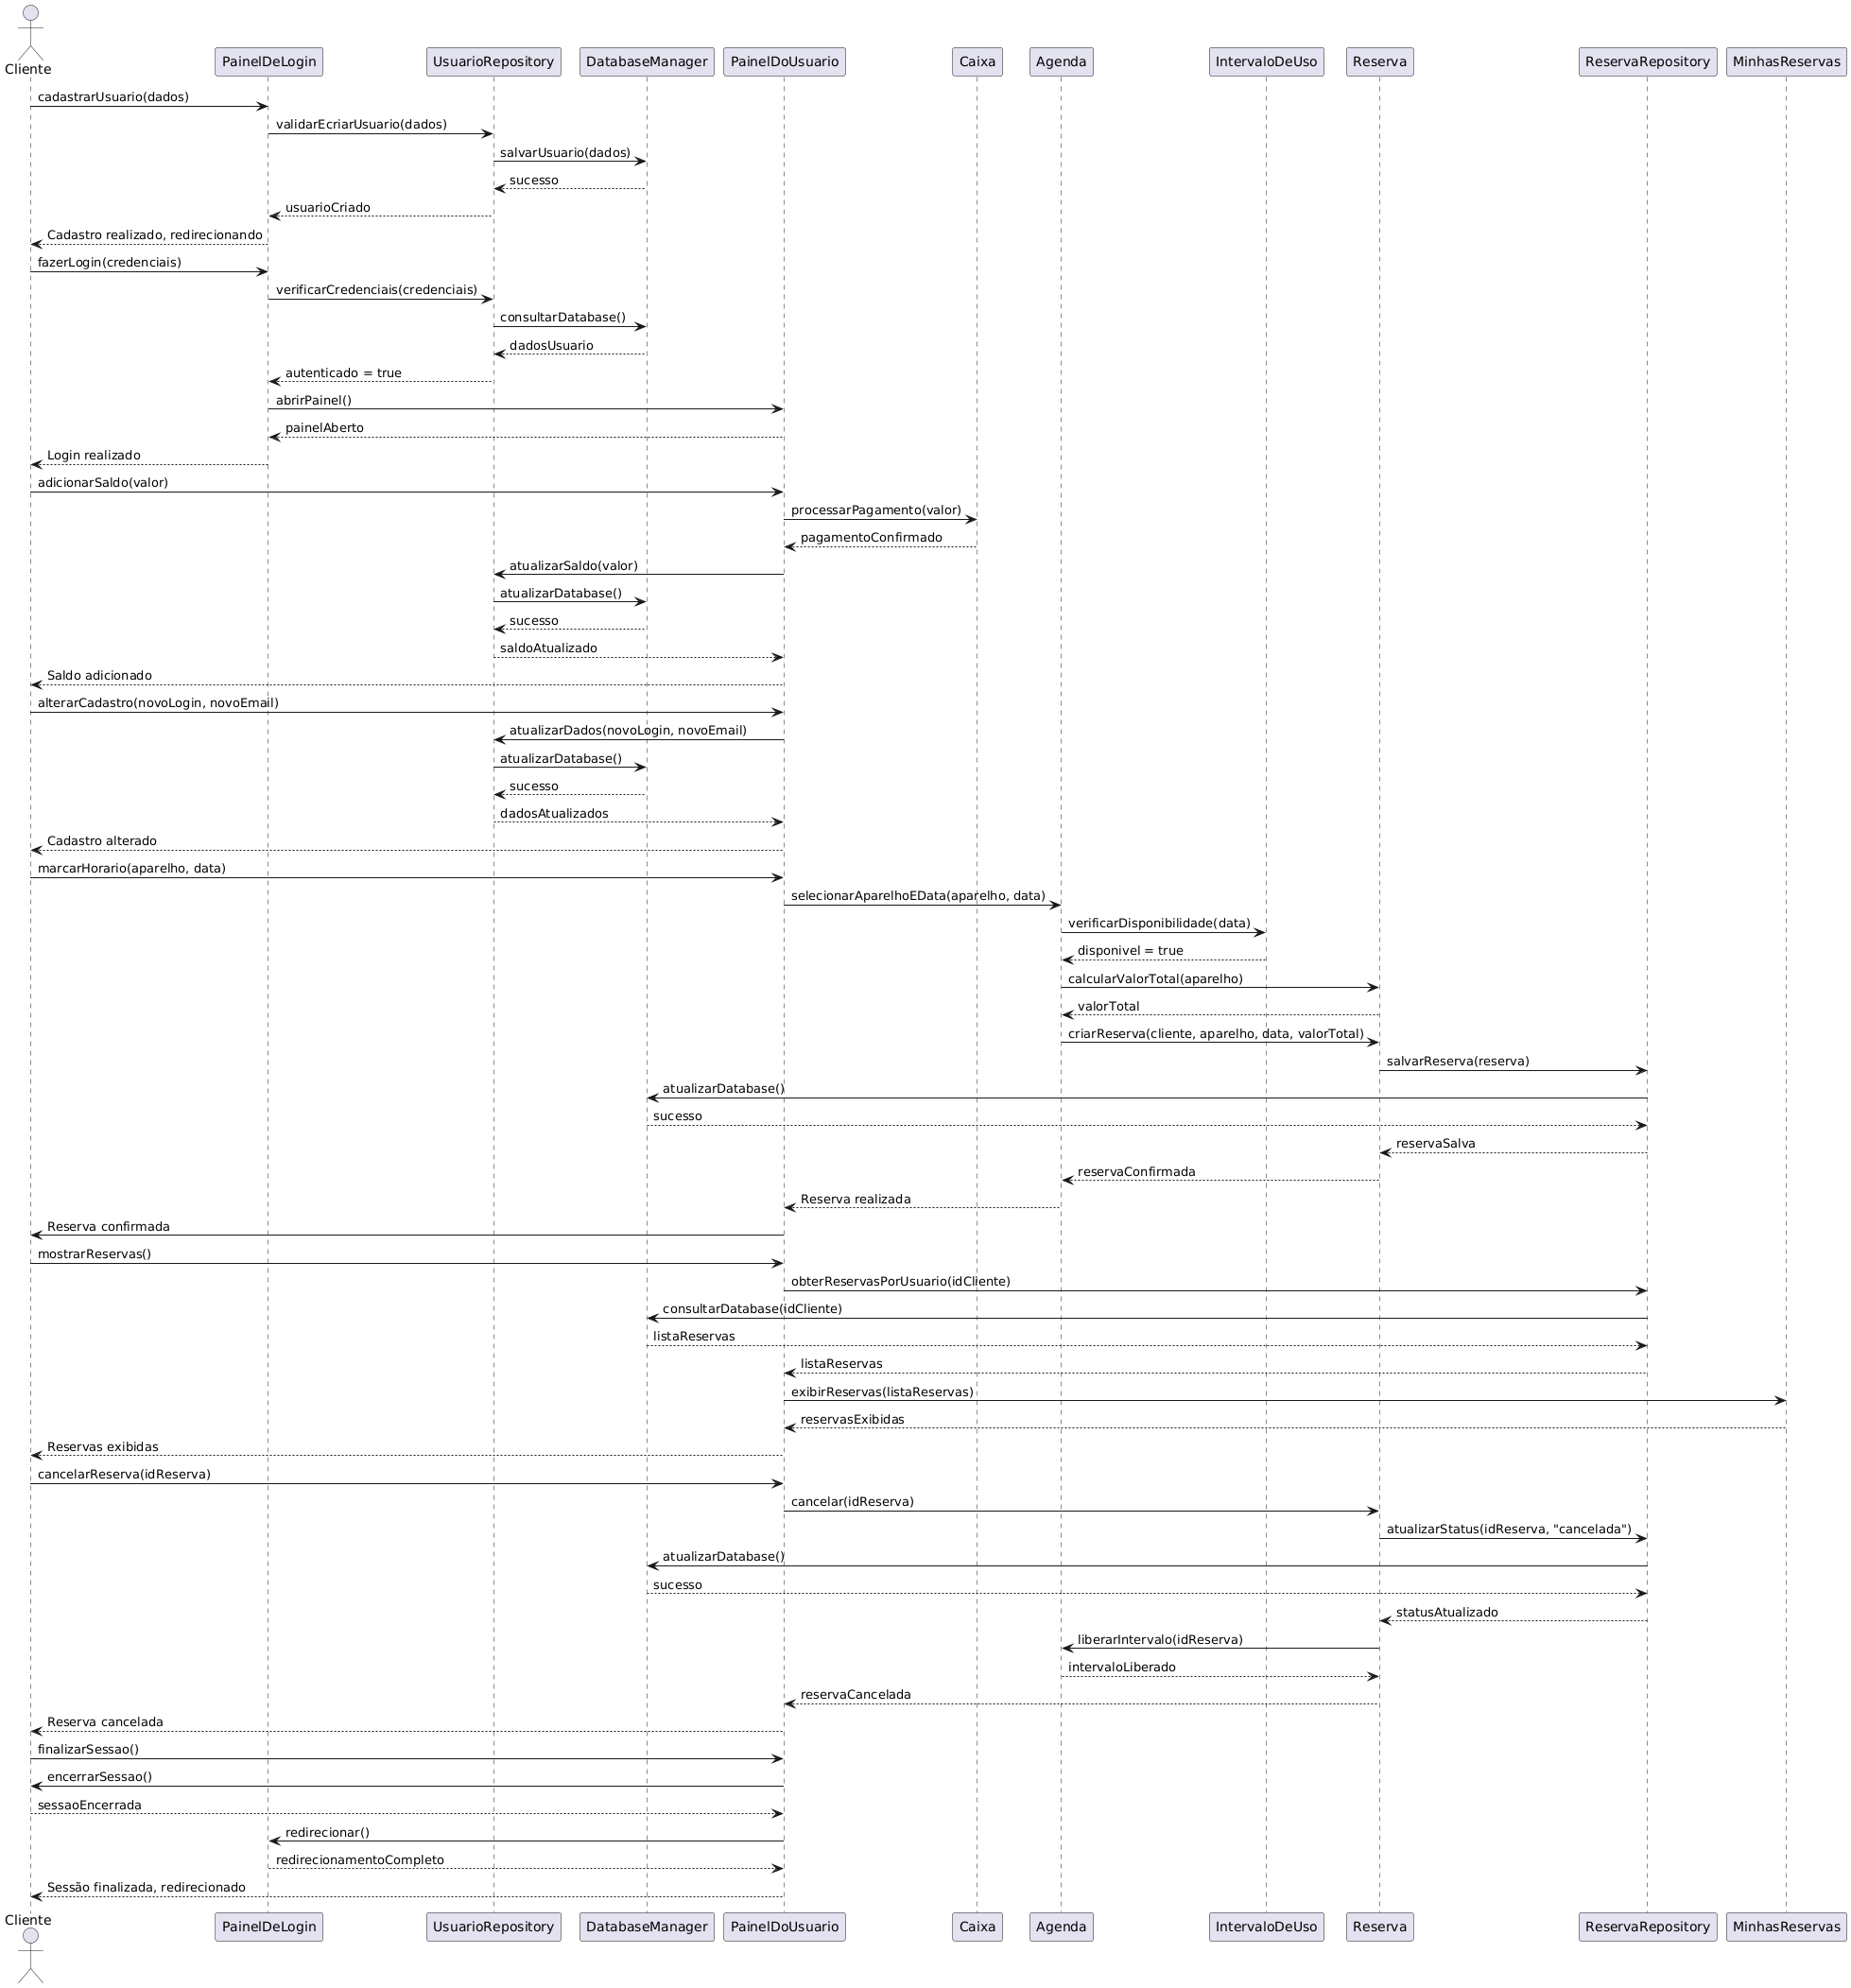 Cliente
PainelDeLogin
UsuarioRepository
DatabaseManager
PainelDoUsuario
Caixa
Agenda
IntervaloDeUso
Reserva
ReservaRepository
MinhasReservas
cadastrarUsuario(dados)
validarEcriarUsuario(dados)
salvarUsuario(dados)
sucesso
usuarioCriado
Cadastro realizado, redirecionando
fazerLogin(credenciais)
verificarCredenciais(credenciais)
consultarDatabase()
dadosUsuario
autenticado = true
abrirPainel()
painelAberto
Login realizado
adicionarSaldo(valor)
processarPagamento(valor)
pagamentoConfirmado
atualizarSaldo(valor)
atualizarDatabase()
sucesso
saldoAtualizado
Saldo adicionado
alterarCadastro(novoLogin, novoEmail)
atualizarDados(novoLogin, novoEmail)
atualizarDatabase()
sucesso
dadosAtualizados
Cadastro alterado
marcarHorario(aparelho, data)
selecionarAparelhoEData(aparelho, data)
verificarDisponibilidade(data)
disponivel = true
calcularValorTotal(aparelho)
valorTotal
criarReserva(cliente, aparelho, data, valorTotal)
salvarReserva(reserva)
atualizarDatabase()
sucesso
reservaSalva
reservaConfirmada
Reserva realizada
Reserva confirmada
mostrarReservas()
obterReservasPorUsuario(idCliente)
consultarDatabase(idCliente)
listaReservas
listaReservas
exibirReservas(listaReservas)
reservasExibidas
Reservas exibidas
cancelarReserva(idReserva)
cancelar(idReserva)
atualizarStatus(idReserva, "cancelada")
atualizarDatabase()
sucesso
statusAtualizado
liberarIntervalo(idReserva)
intervaloLiberado
reservaCancelada
Reserva cancelada
finalizarSessao()
encerrarSessao()
sessaoEncerrada
redirecionar()
redirecionamentoCompleto
Sessão finalizada, redirecionado
Cliente
PainelDeLogin
UsuarioRepository
DatabaseManager
PainelDoUsuario
Caixa
Agenda
IntervaloDeUso
Reserva
ReservaRepository
MinhasReservas